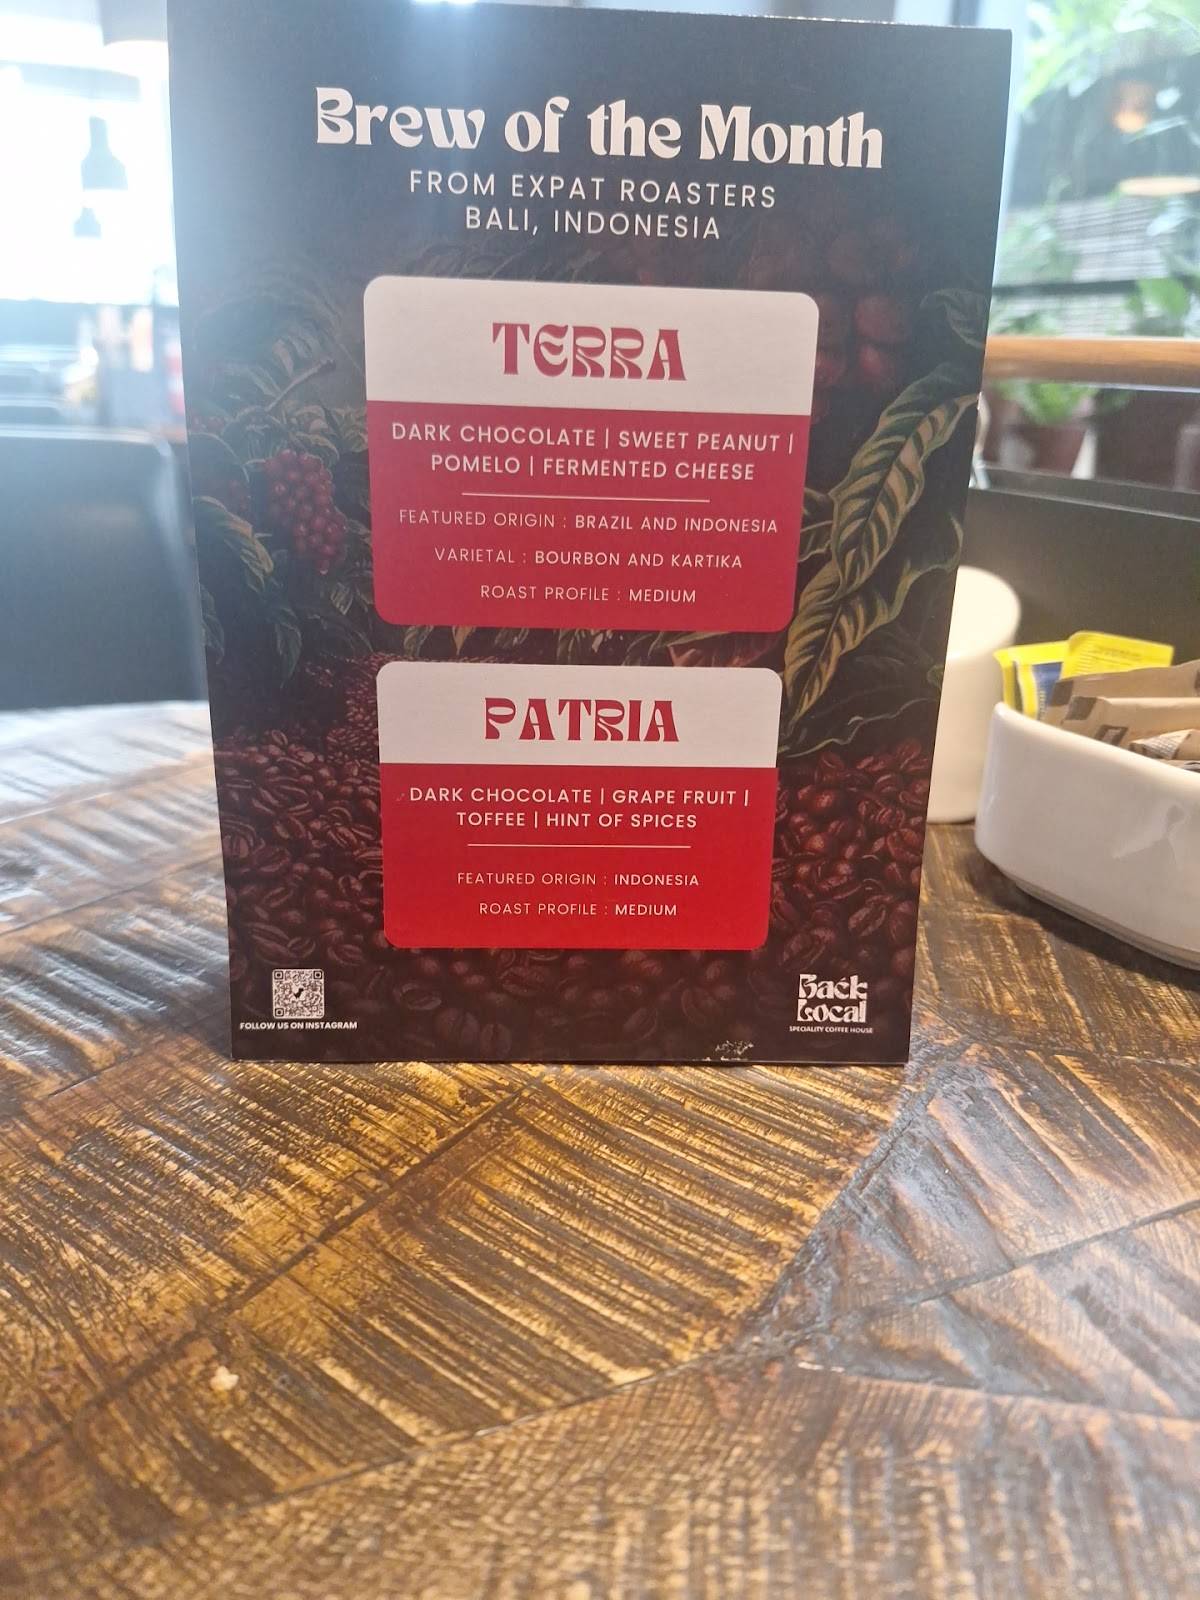 Brew of the Month
FROM EXPAT ROASTERS
BALI, INDONESIA
TERRA
DARK CHOCOLATE | SWEET PEANUT |
POMELO | FERMENTED CHEESE
FEATURED ORIGIN : BRAZIL AND INDONESIA
VARIETAL : BOURBON AND KARTIKA
ROAST PROFILE : MEDIUM
PATRIA
DARK CHOCOLATE | GRAPE FRUIT |
TOFFEE | HINT OF SPICES
FEATURED ORIGIN : INDONESIA
ROAST PROFILE : MEDIUM
FOLLOW US ON INSTAGRAM
Back
Local
SPECIALITY COFFEE HOUSE